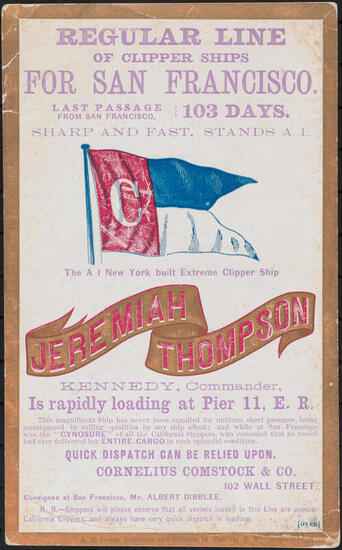 REGULAR LINE
OF CLIPPER SHIPS
FOR SAN FRANCISCO.
LAST PASSAGE
FROM SAN FRANCISCO,
103 DAYS.
SHARP AND FAST. STANDS A 1.
C
The A 1 New York built Extreme Clipper Ship
JEREMIAH
THOMPSON
KENNEDY, Commander,
Is rapidly loading at Pier 11, E. R.
This magnificent Ship has never been equalled for uniform short passages, being
unsurpassed in sailing qualities by any ship afloat; and while at San Francisco
was the "CYNOSURE" of all the California Shippers, who conceded that no vessel
had ever delivered her ENTIRE CARGO in such splendid condition.
QUICK DISPATCH CAN BE RELIED UPON.
CORNELIUS COMSTOCK & CO.
102 WALL STREET.
Consignee at San Francisco, Mr. ALBERT DIBBLEE.
N. B.—Shippers will please observe that all vessels loaded in this Line are popular
California Clippers, and always have very quick dispatch in loading.
[OVER]
Stationer and Printer,